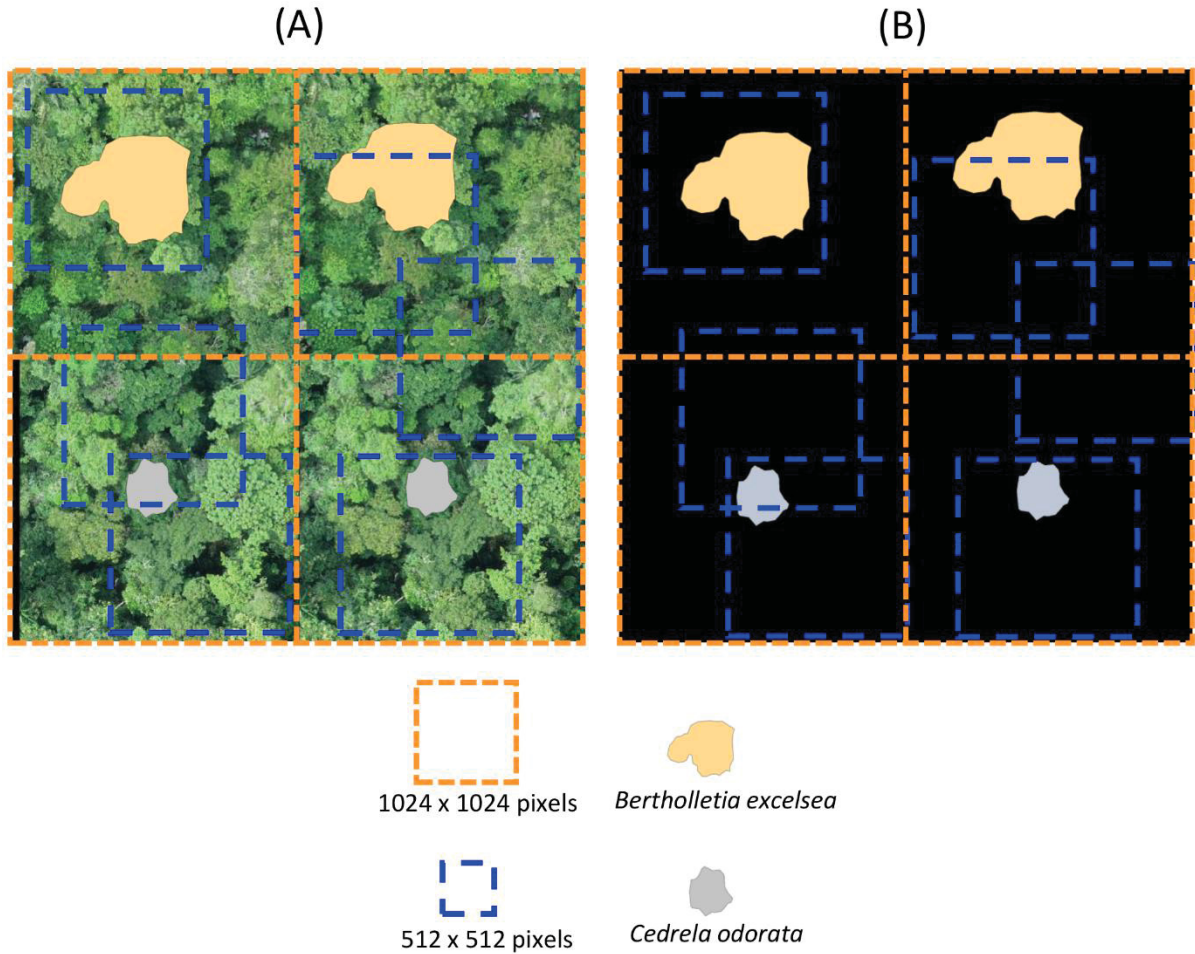 (A)
(B)
1024 x 1024 pixels
Bertholletia excelsea
512 x 512 pixels
Cedrela odorata